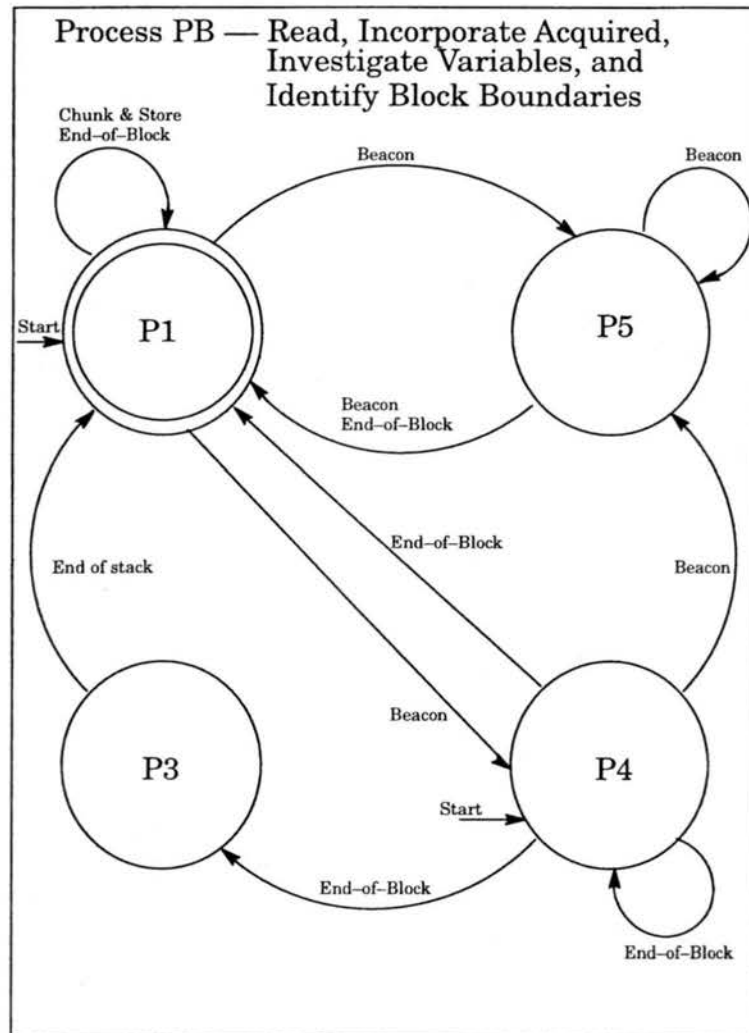 Process PB — Read, Incorporate Acquired,
Investigate Variables, and
Identify Block Boundaries
Chunk & Store
End–of–Block
Beacon
Beacon
Start
P1
P5
Beacon
End–of–Block
End–of–Block
End of stack
Beacon
Beacon
P3
P4
Start
End–of–Block
End–of–Block